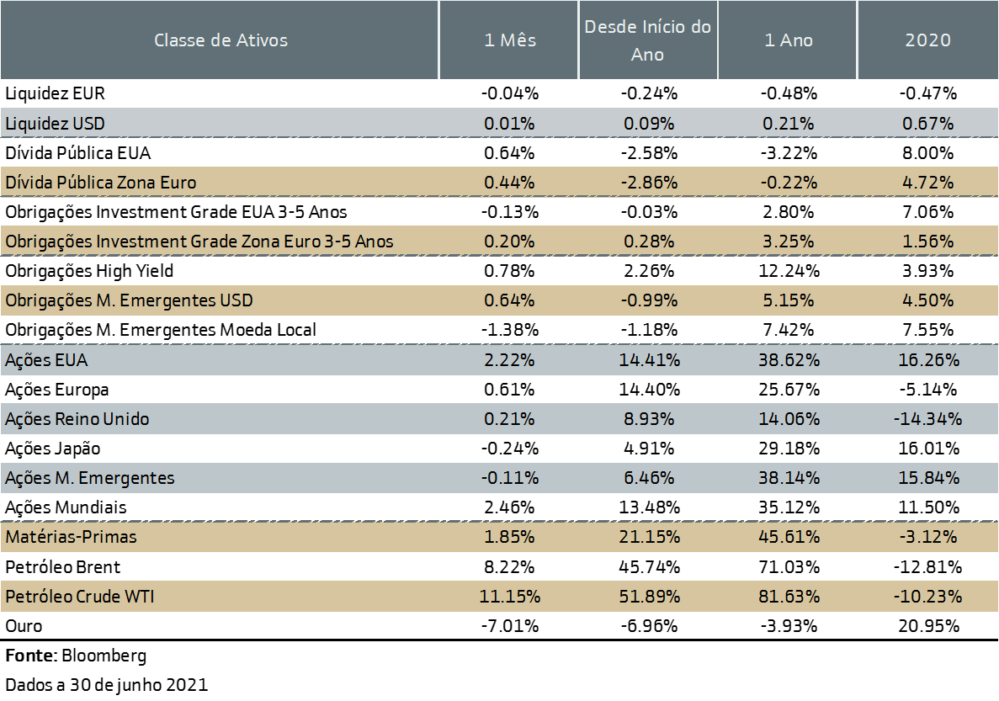 Classe de Ativos 1 Mês Desde Início do Ano 1 Ano 2020
Liquidez EUR -0.04% -0.24% -0.48% -0.47%
Liquidez USD 0.01% 0.09% 0.21% 0.67%
Dívida Pública EUA 0.64% -2.58% -3.22% 8.00%
Dívida Pública Zona Euro 0.44% -2.86% -0.22% 4.72%
Obrigações Investment Grade EUA 3-5 Anos -0.13% -0.03% 2.80% 7.06%
Obrigações Investment Grade Zona Euro 3-5 Anos 0.20% 0.28% 3.25% 1.56%
Obrigações High Yield 0.78% 2.26% 12.24% 3.93%
Obrigações M. Emergentes USD 0.64% -0.99% 5.15% 4.50%
Obrigações M. Emergentes Moeda Local -1.38% -1.18% 7.42% 7.55%
Ações EUA 2.22% 14.41% 38.62% 16.26%
Ações Europa 0.61% 14.40% 25.67% -5.14%
Ações Reino Unido 0.21% 8.93% 14.06% -14.34%
Ações Japão -0.24% 4.91% 29.18% 16.01%
Ações M. Emergentes -0.11% 6.46% 38.14% 15.84%
Ações Mundiais 2.46% 13.48% 35.12% 11.50%
Matérias-Primas 1.85% 21.15% 45.61% -3.12%
Petróleo Brent 8.22% 45.74% 71.03% -12.81%
Petróleo Crude WTI 11.15% 51.89% 81.63% -10.23%
Ouro -7.01% -6.96% -3.93% 20.95%
Fonte: Bloomberg
Dados a 30 de junho 2021